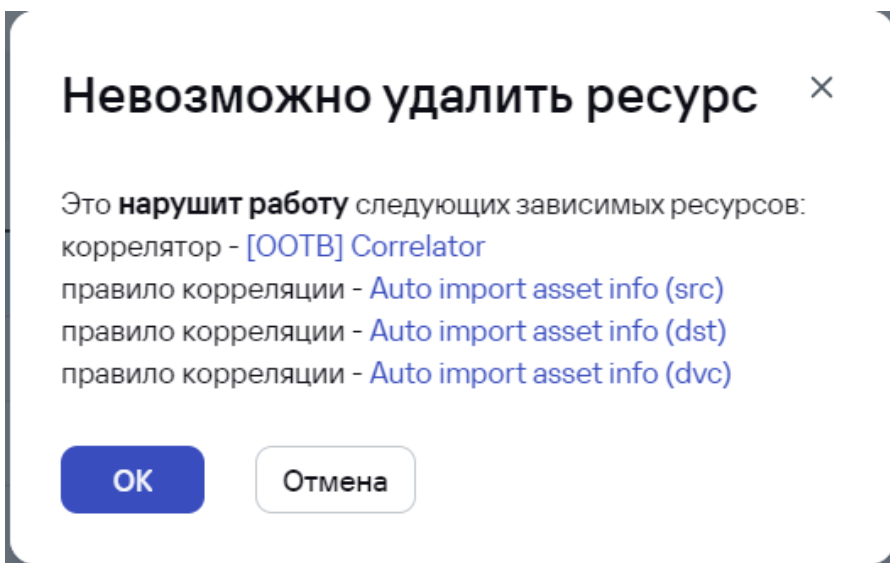 Невозможно удалить ресурс
Это нарушит работу следующих зависимых ресурсов:
коррелятор - [OOTB] Correlator
правило корреляции - Auto import asset info (src)
правило корреляции - Auto import asset info (dst)
правило корреляции - Auto import asset info (dvc)
ОК
Отмена